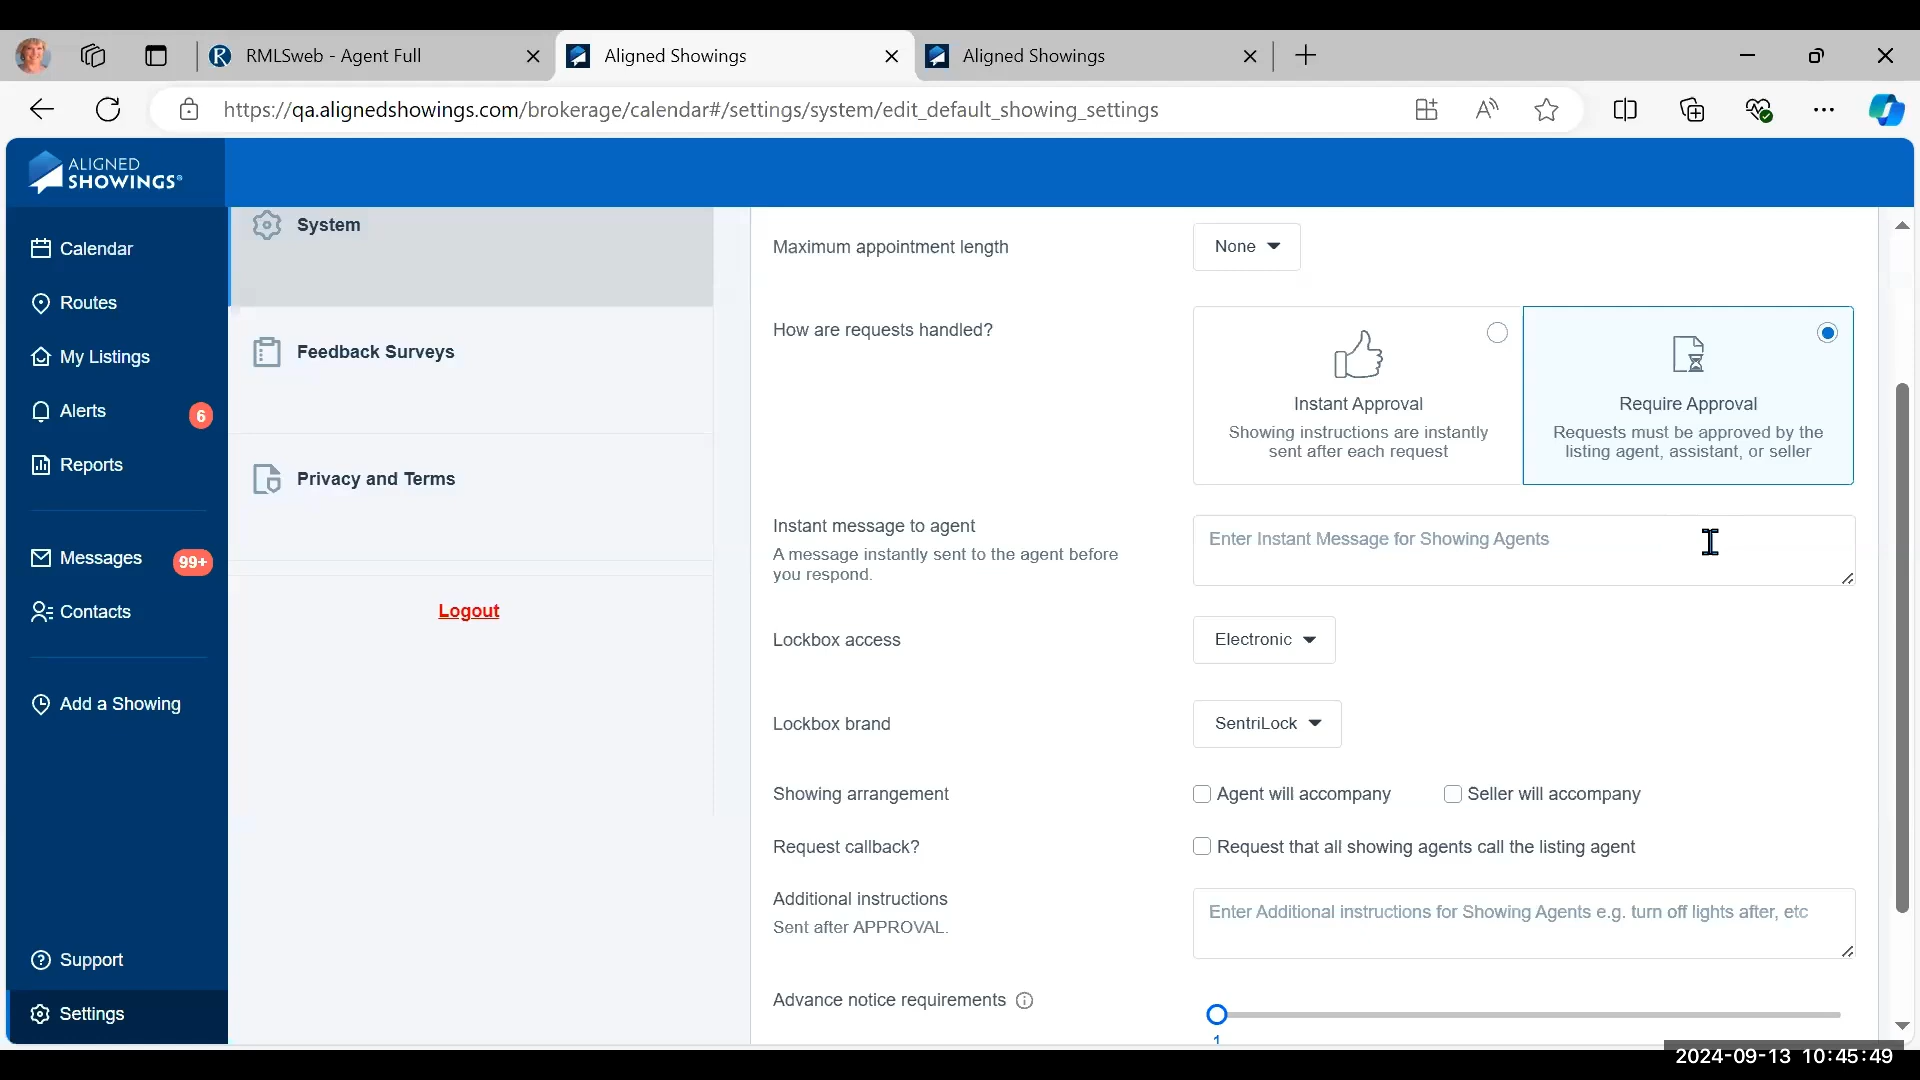 RMLSweb - Agent Full
Aligned Showings
Aligned Showings
https://qa.alignedshowings.com/brokerage/calendar#/settings/system/edit_default_showing_settings
ALIGNED
SHOWINGS
Calendar
Routes
My Listings
Alerts
6
Reports
Messages
99+
Contacts
Add a Showing
Support
Settings
System
Feedback Surveys
Privacy and Terms
Logout
Maximum appointment length
None
How are requests handled?
Instant Approval
Showing instructions are instantly
sent after each request
Require Approval
Requests must be approved by the
listing agent, assistant, or seller
Instant message to agent
A message instantly sent to the agent before
you respond.
Enter Instant Message for Showing Agents
Lockbox access
Electronic
Lockbox brand
SentriLock
Showing arrangement
Agent will accompany
Seller will accompany
Request callback?
Request that all showing agents call the listing agent
Additional instructions
Sent after APPROVAL.
Enter Additional instructions for Showing Agents e.g. turn off lights after, etc
Advance notice requirements
1
2024-09-13 10:45:49